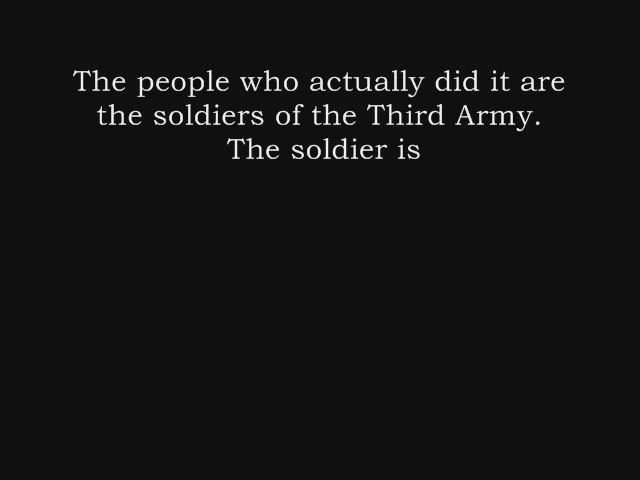 The people who actually did it are
the soldiers of the Third Army.
The soldier is